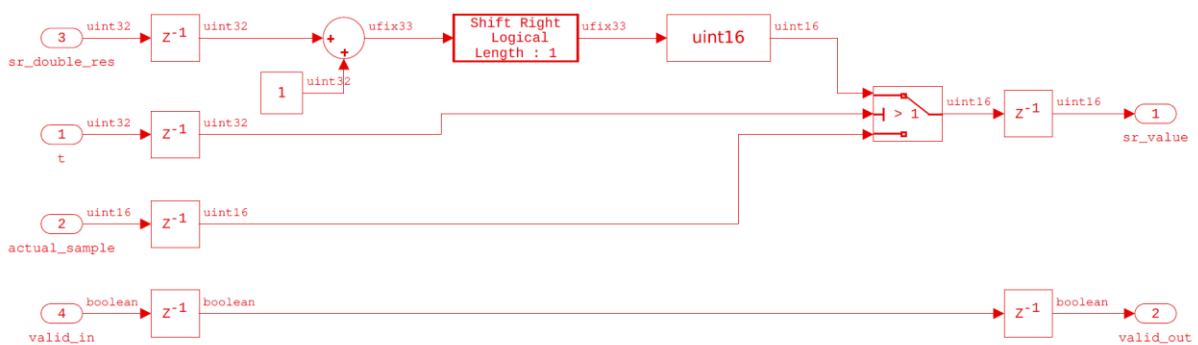 uint32
uint32
ufix33
Shift Right
Logical
Length : 1
ufix33
uint16
uint16
3
Z-1
+
+
sr_double_res
1
uint32
uint32
uint32
uint16
uint16
1
Z-1
> 1
Z-1
1
t
sr_value
uint16
uint16
2
Z-1
actual_sample
boolean
boolean
boolean
4
Z-1
Z-1
2
valid_in
valid_out